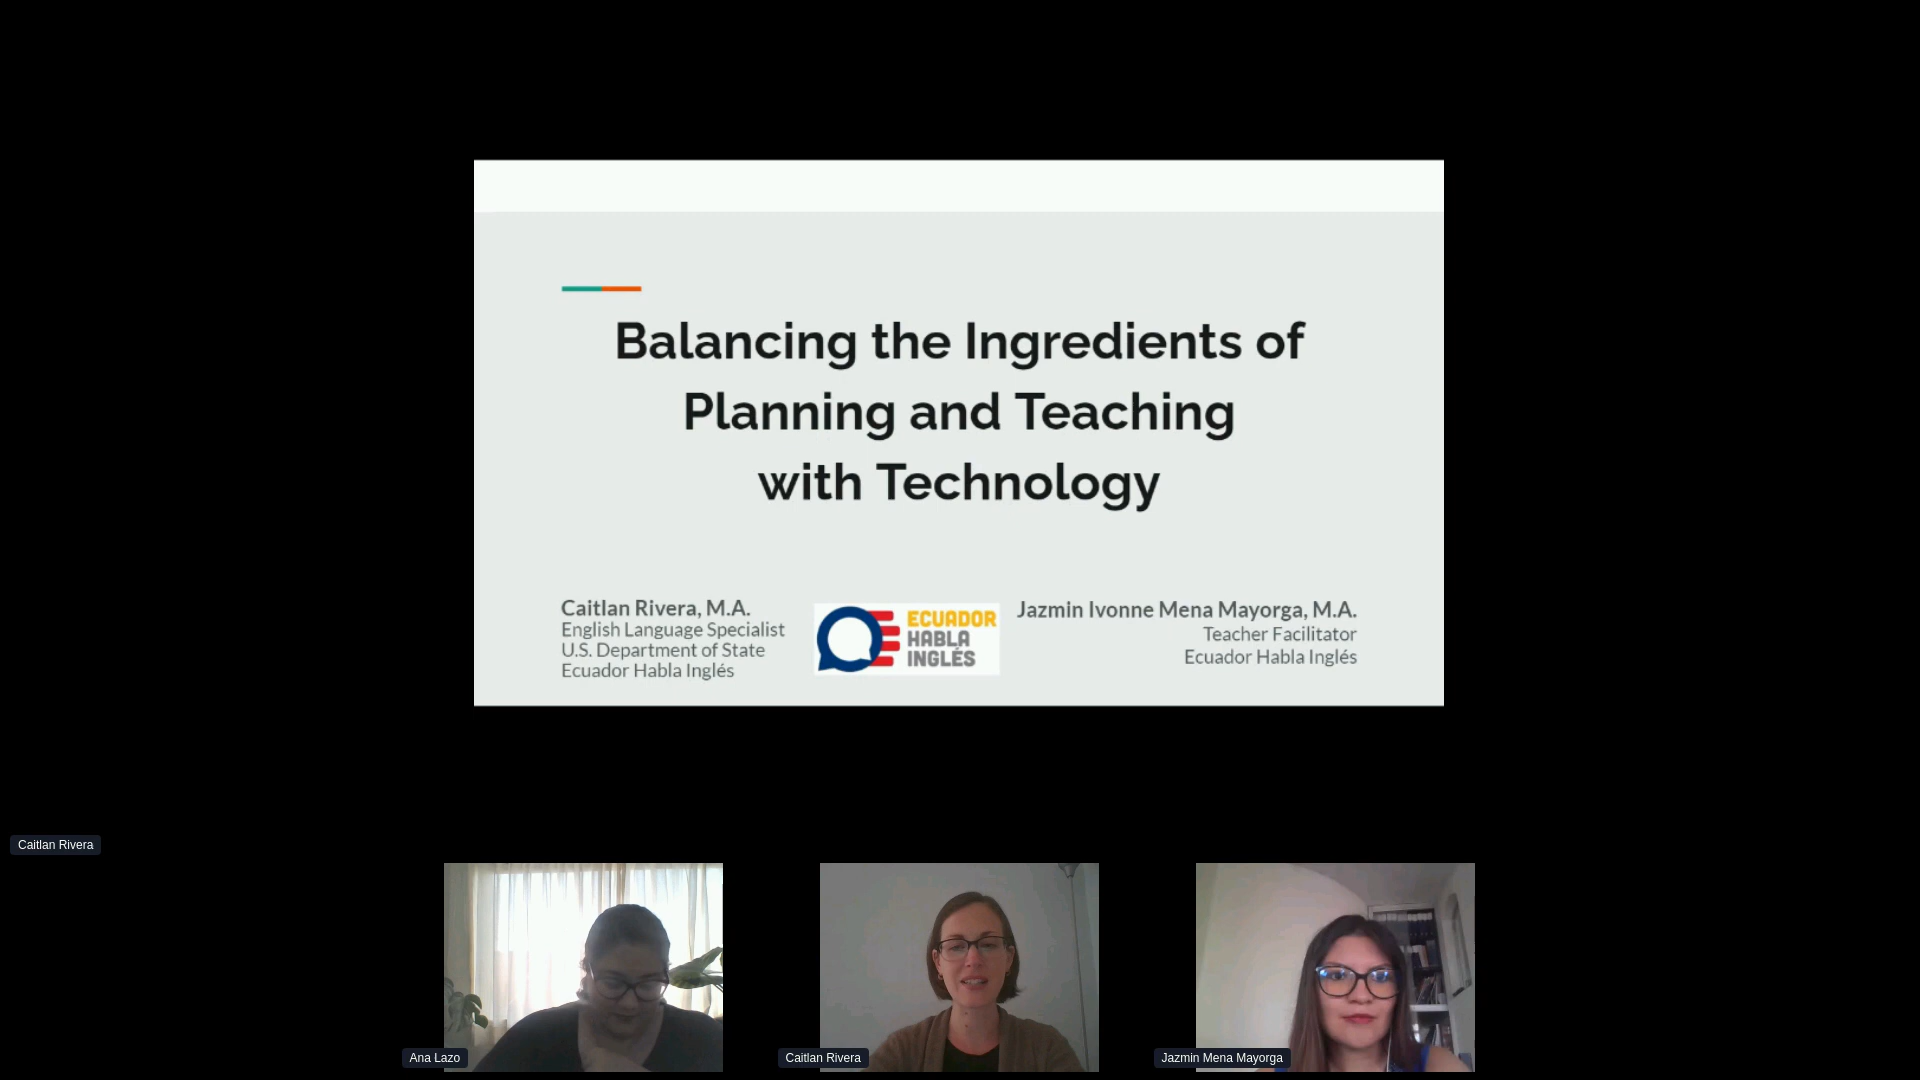 Balancing the Ingredients of
Planning and Teaching
with Technology
Caitlan Rivera, M.A.
English Language Specialist
U.S. Department of State
Ecuador Habla Inglés
ECUADOR
HABLA
INGLÉS
Jazmin Ivonne Mena Mayorga, M.A.
Teacher Facilitator
Ecuador Habla Inglés
Caitlan Rivera
Ana Lazo
Caitlan Rivera
Jazmin Mena Mayorga